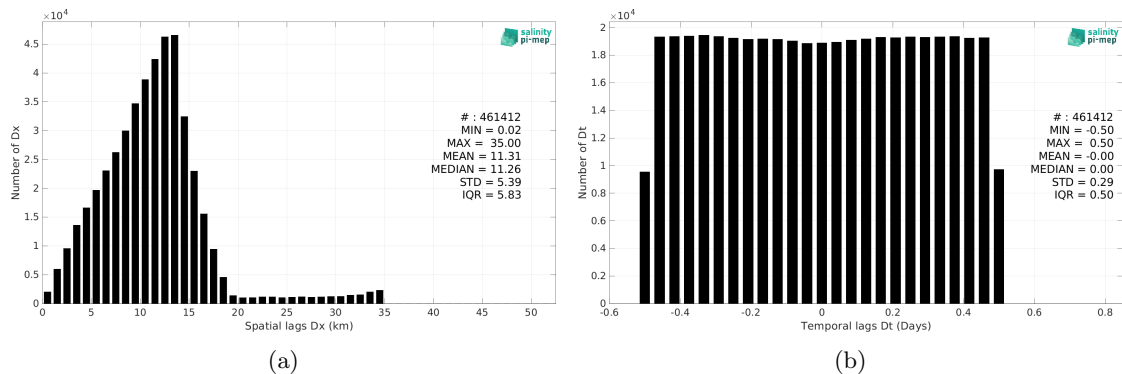 ×10⁴
4.5
4
3.5
3
2.5
2
1.5
1
0.5
0
Number of Dx
0 5 10 15 20 25 30 35 40 45 50
Spatial lags Dx (km)
salinity
pi-mep
# : 461412
MIN = 0.02
MAX = 35.00
MEAN = 11.31
MEDIAN = 11.26
STD = 5.39
IQR = 5.83
(a)
×10⁴
2
1.8
1.6
1.4
1.2
1
0.8
0.6
0.4
0.2
0
Number of Dt
-0.6 -0.4 -0.2 0 0.2 0.4 0.6 0.8
Temporal lags Dt (Days)
salinity
pi-mep
# : 461412
MIN = -0.50
MAX = 0.50
MEAN = -0.00
MEDIAN = 0.00
STD = 0.29
IQR = 0.50
(b)